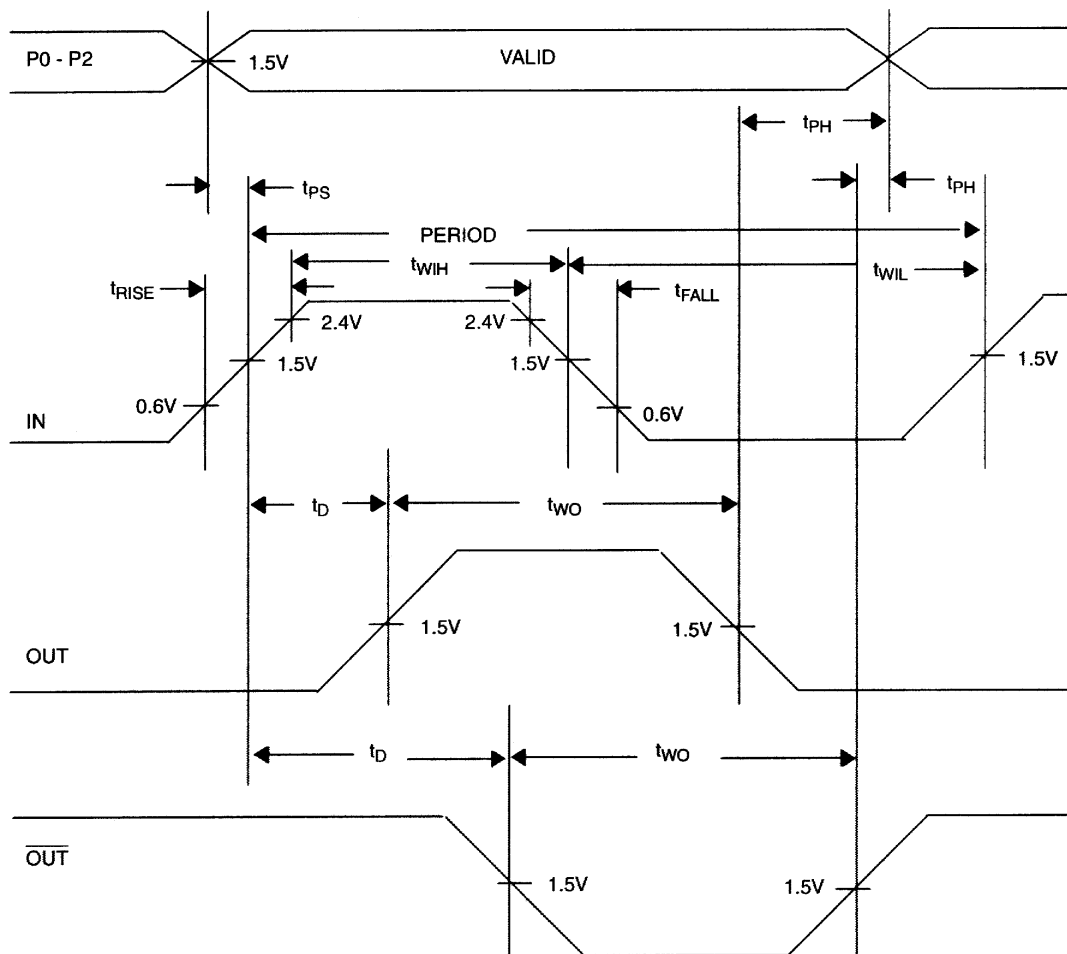 P0 - P2
1.5V
VALID
tPH
tPS
tPH
PERIOD
tWIH
tWIL
tRISE
tFALL
2.4V
2.4V
1.5V
1.5V
1.5V
0.6V
0.6V
IN
tD
tWO
1.5V
1.5V
OUT
tD
tWO
OUT
1.5V
1.5V